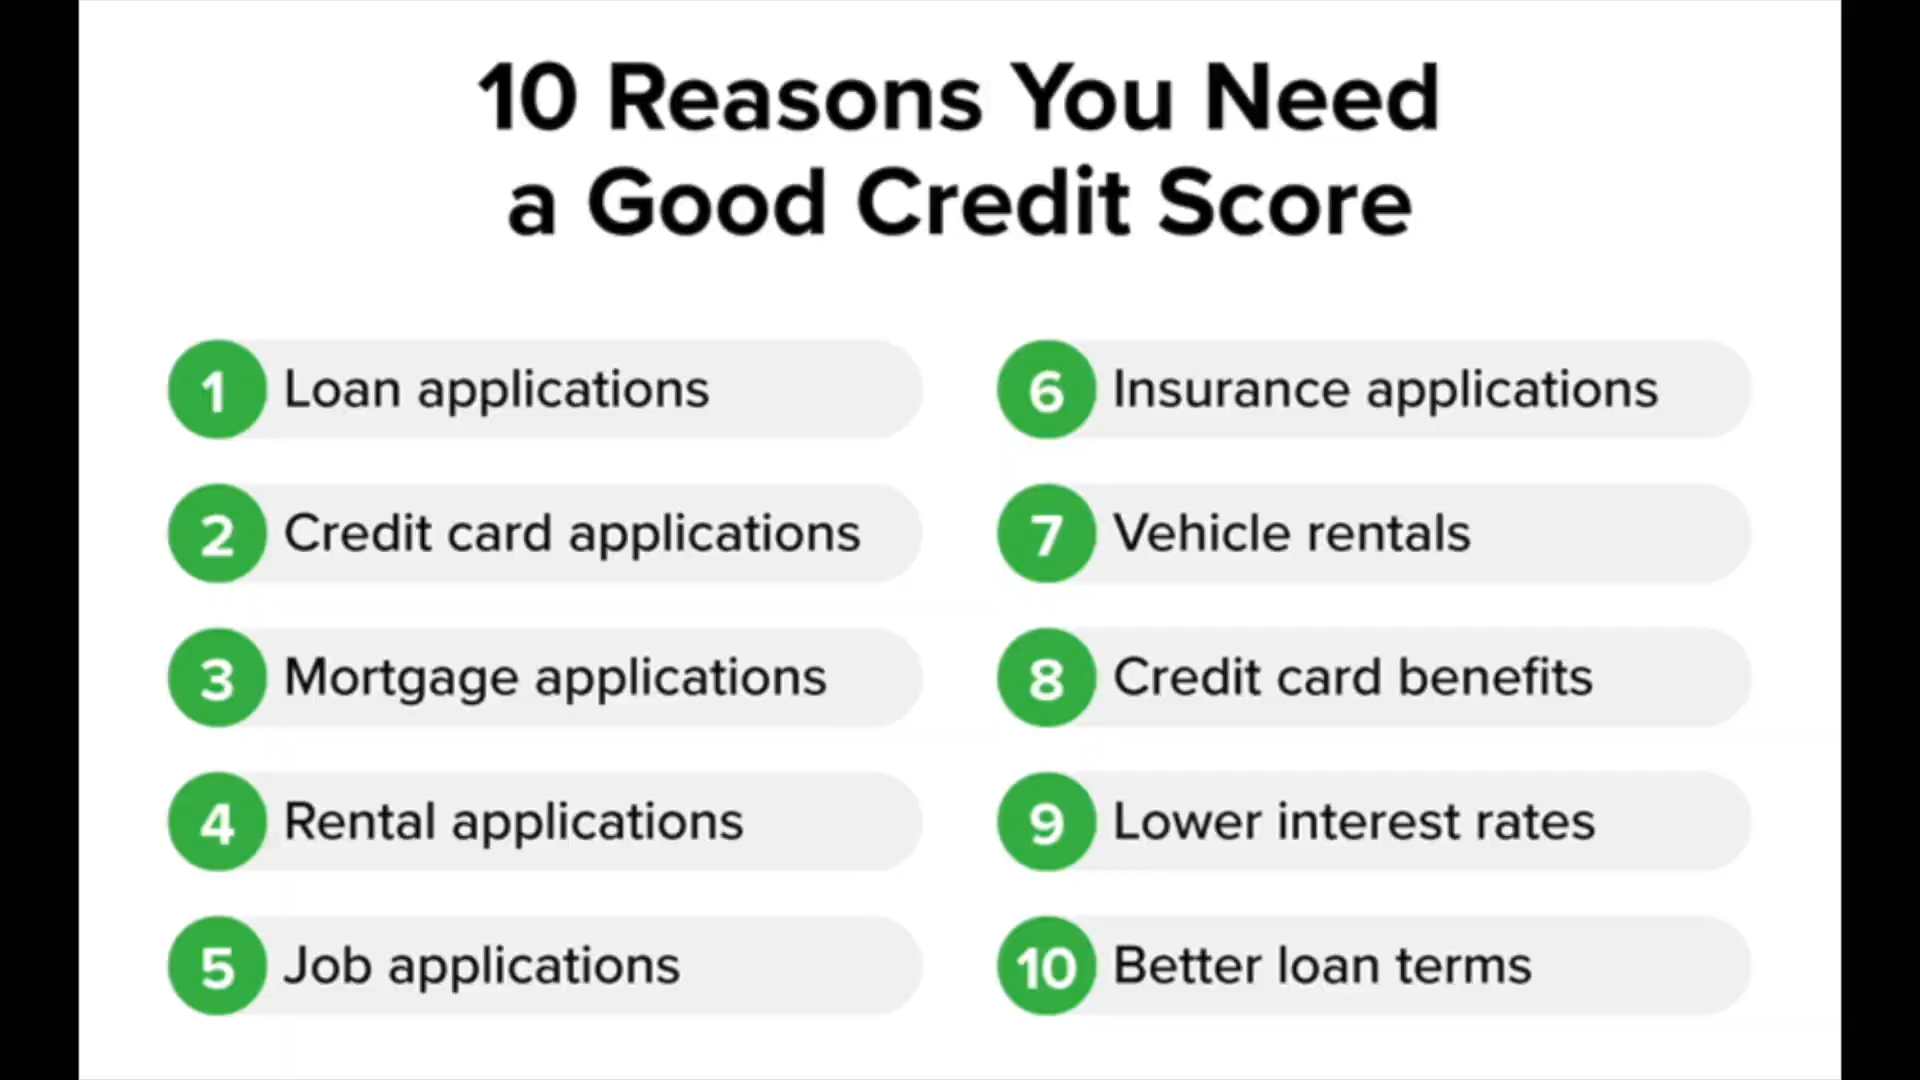 10 Reasons You Need
a Good Credit Score
1 Loan applications
2 Credit card applications
3 Mortgage applications
4 Rental applications
5 Job applications
6 Insurance applications
7 Vehicle rentals
8 Credit card benefits
9 Lower interest rates
10 Better loan terms